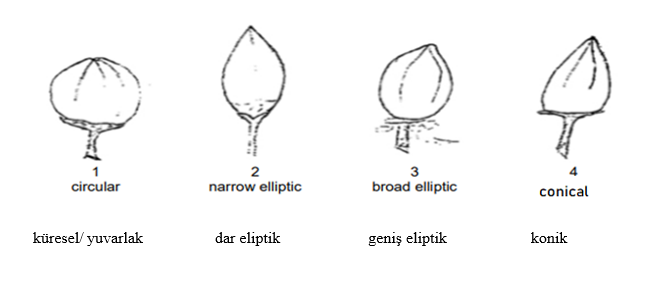 1 2 3 4
circular narrow elliptic broad elliptic conical
küresel/ yuvarlak dar eliptik geniş eliptik konik